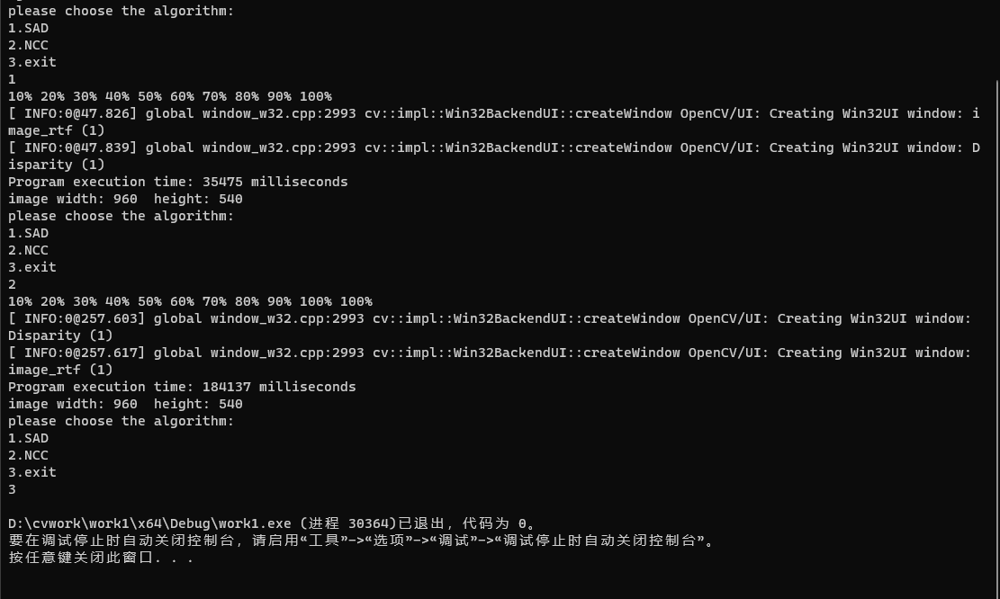 please choose the algorithm:
1.SAD
2.NCC
3.exit
1
10% 20% 30% 40% 50% 60% 70% 80% 90% 100%
[ INFO:0@47.826] global window_w32.cpp:2993 cv::impl::Win32BackendUI::createWindow OpenCV/UI: Creating Win32UI window: i
mage_rtf (1)
[ INFO:0@47.839] global window_w32.cpp:2993 cv::impl::Win32BackendUI::createWindow OpenCV/UI: Creating Win32UI window: D
isparity (1)
Program execution time: 35475 milliseconds
image width: 960  height: 540
please choose the algorithm:
1.SAD
2.NCC
3.exit
2
10% 20% 30% 40% 50% 60% 70% 80% 90% 100% 100%
[ INFO:0@257.603] global window_w32.cpp:2993 cv::impl::Win32BackendUI::createWindow OpenCV/UI: Creating Win32UI window:
Disparity (1)
[ INFO:0@257.617] global window_w32.cpp:2993 cv::impl::Win32BackendUI::createWindow OpenCV/UI: Creating Win32UI window:
image_rtf (1)
Program execution time: 184137 milliseconds
image width: 960  height: 540
please choose the algorithm:
1.SAD
2.NCC
3.exit
3
D:\cvwork\work1\x64\Debug\work1.exe (进程 30364)已退出，代码为 0。
要在调试停止时自动关闭控制台，请启用“工具”->“选项”->“调试”->“调试停止时自动关闭控制台”。
按任意键关闭此窗口. . .